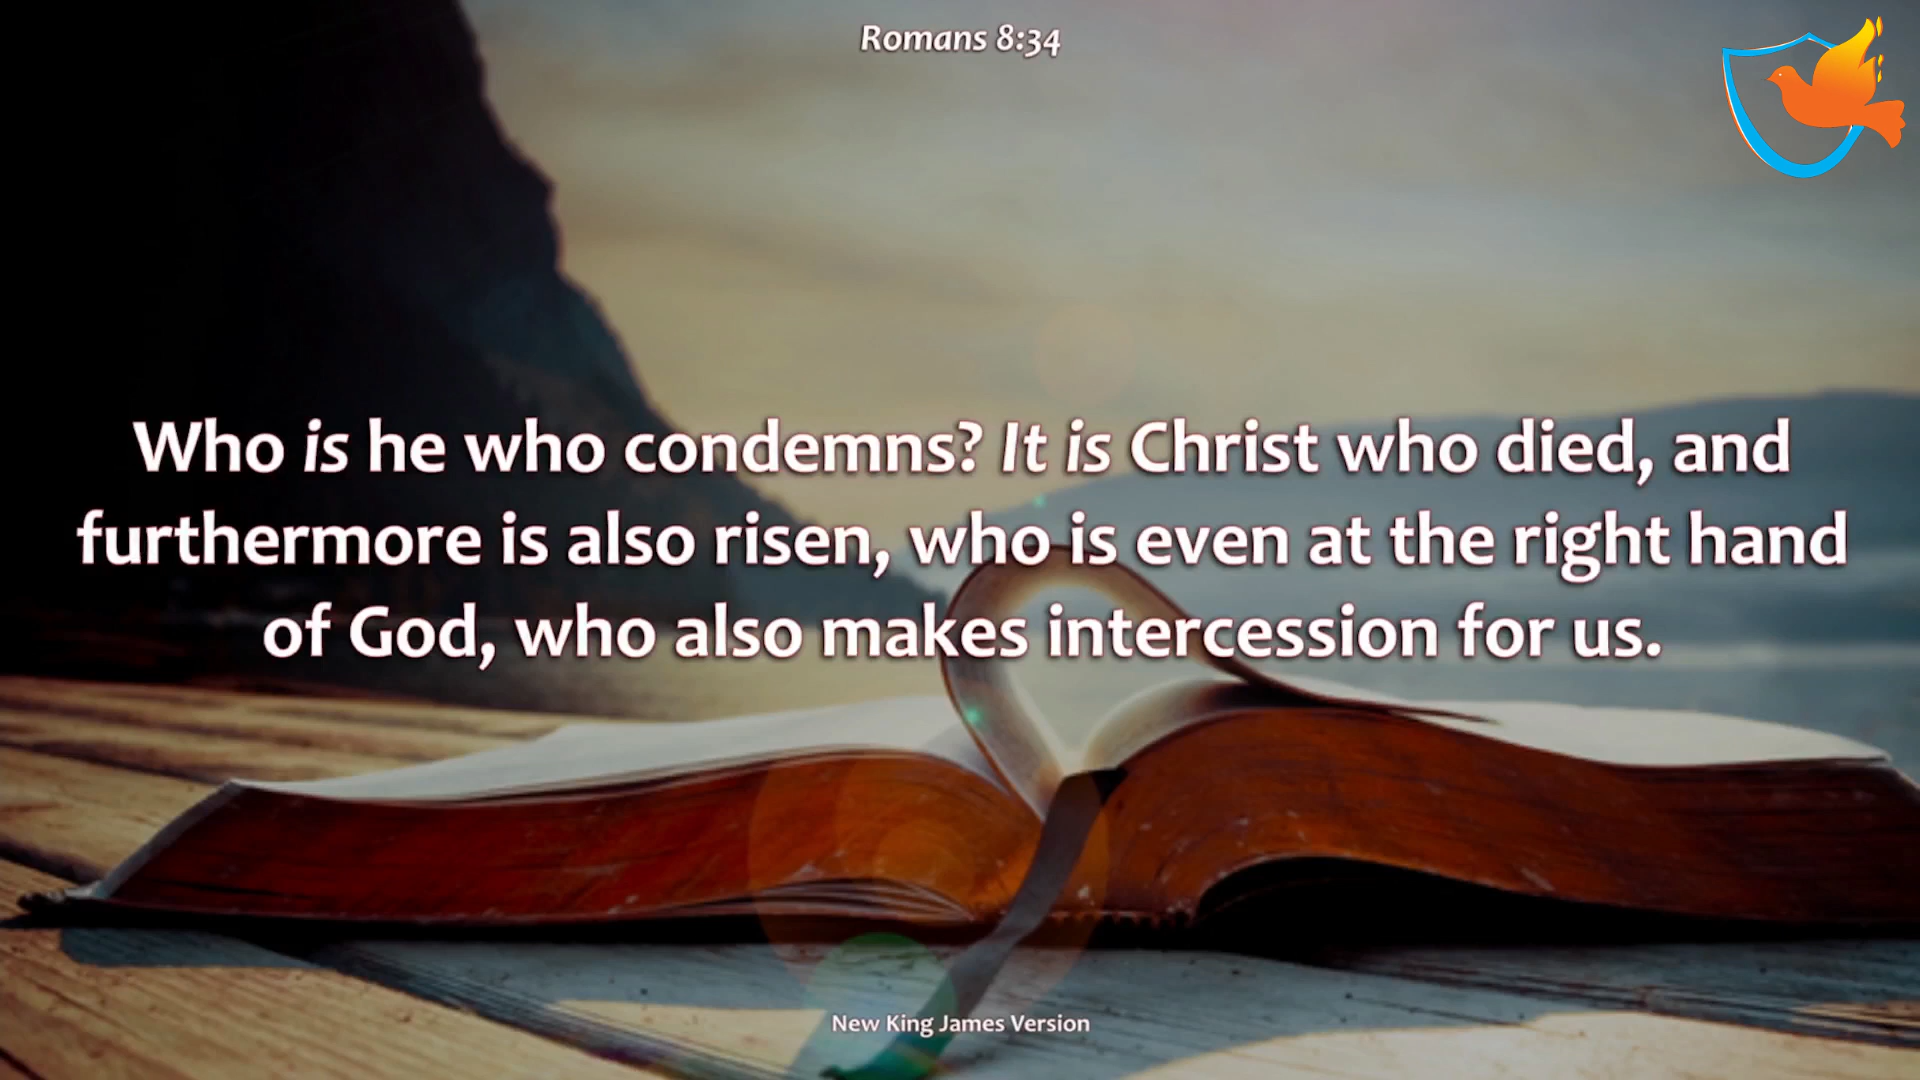 Romans 8:34
Who is he who condemns? It is Christ who died, and
furthermore is also risen, who is even at the right hand
of God, who also makes intercession for us.
New King James Version